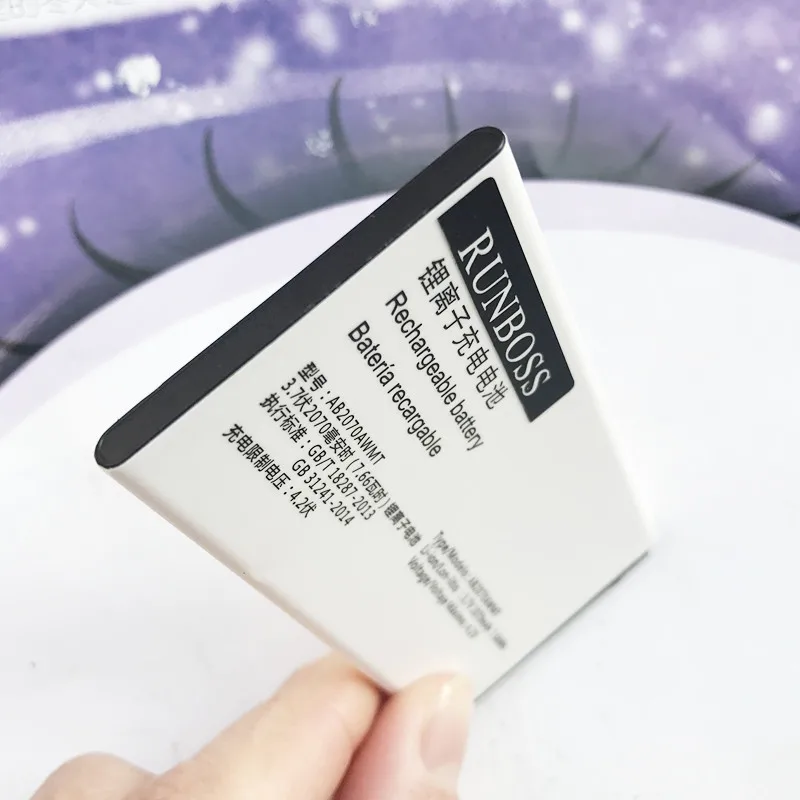 RUNBOSS
锂离子充电电池
Rechargeable battery
Batería recargable
型号：AB2070AWMT
3.7伏2070毫安时（7.66瓦时）锂离子电池
执行标准：GB/T 18287-2013
GB 31241-2014
充电限制电压：4.2伏